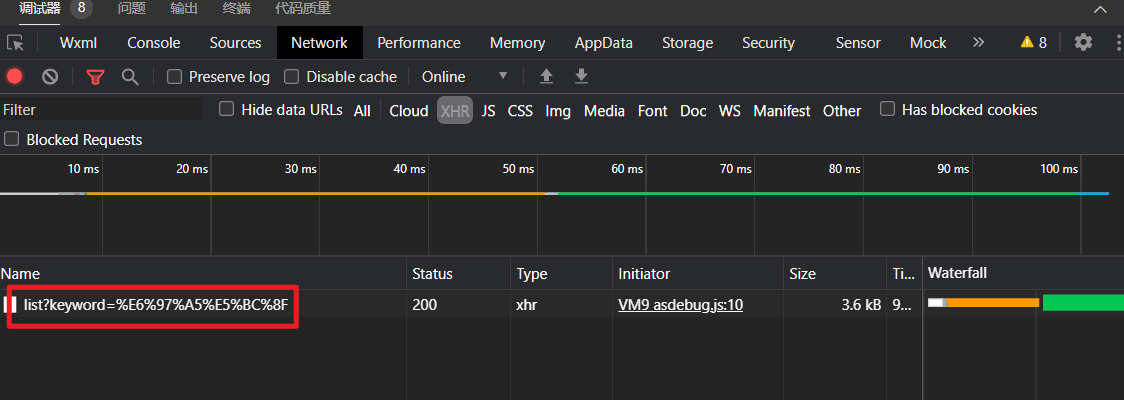 调试器 8 问题 输出 终端 代码质量
Wxml Console Sources Network Performance Memory AppData Storage Security Sensor Mock » 8
Preserve log Disable cache Online
Filter Hide data URLs All Cloud XHR JS CSS Img Media Font Doc WS Manifest Other Has blocked cookies
Blocked Requests
10 ms 20 ms 30 ms 40 ms 50 ms 60 ms 70 ms 80 ms 90 ms 100 ms
Name Status Type Initiator Size Ti... Waterfall
list?keyword=%E6%97%A5%E5%BC%8F 200 xhr VM9 asdebug.js:10 3.6 kB 9...